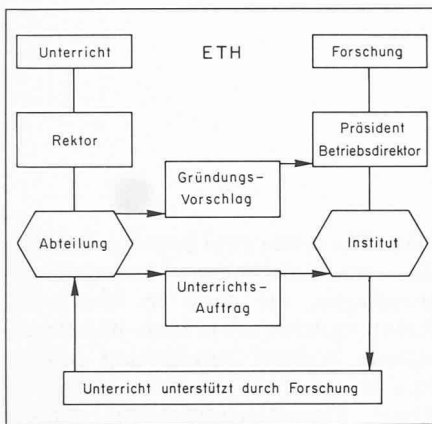 Unterricht
ETH
Forschung
Rektor
Präsident
Betriebsdirektor
Gründungs-
Vorschlag
Abteilung
Institut
Unterrichts-
Auftrag
Unterricht unterstützt durch Forschung